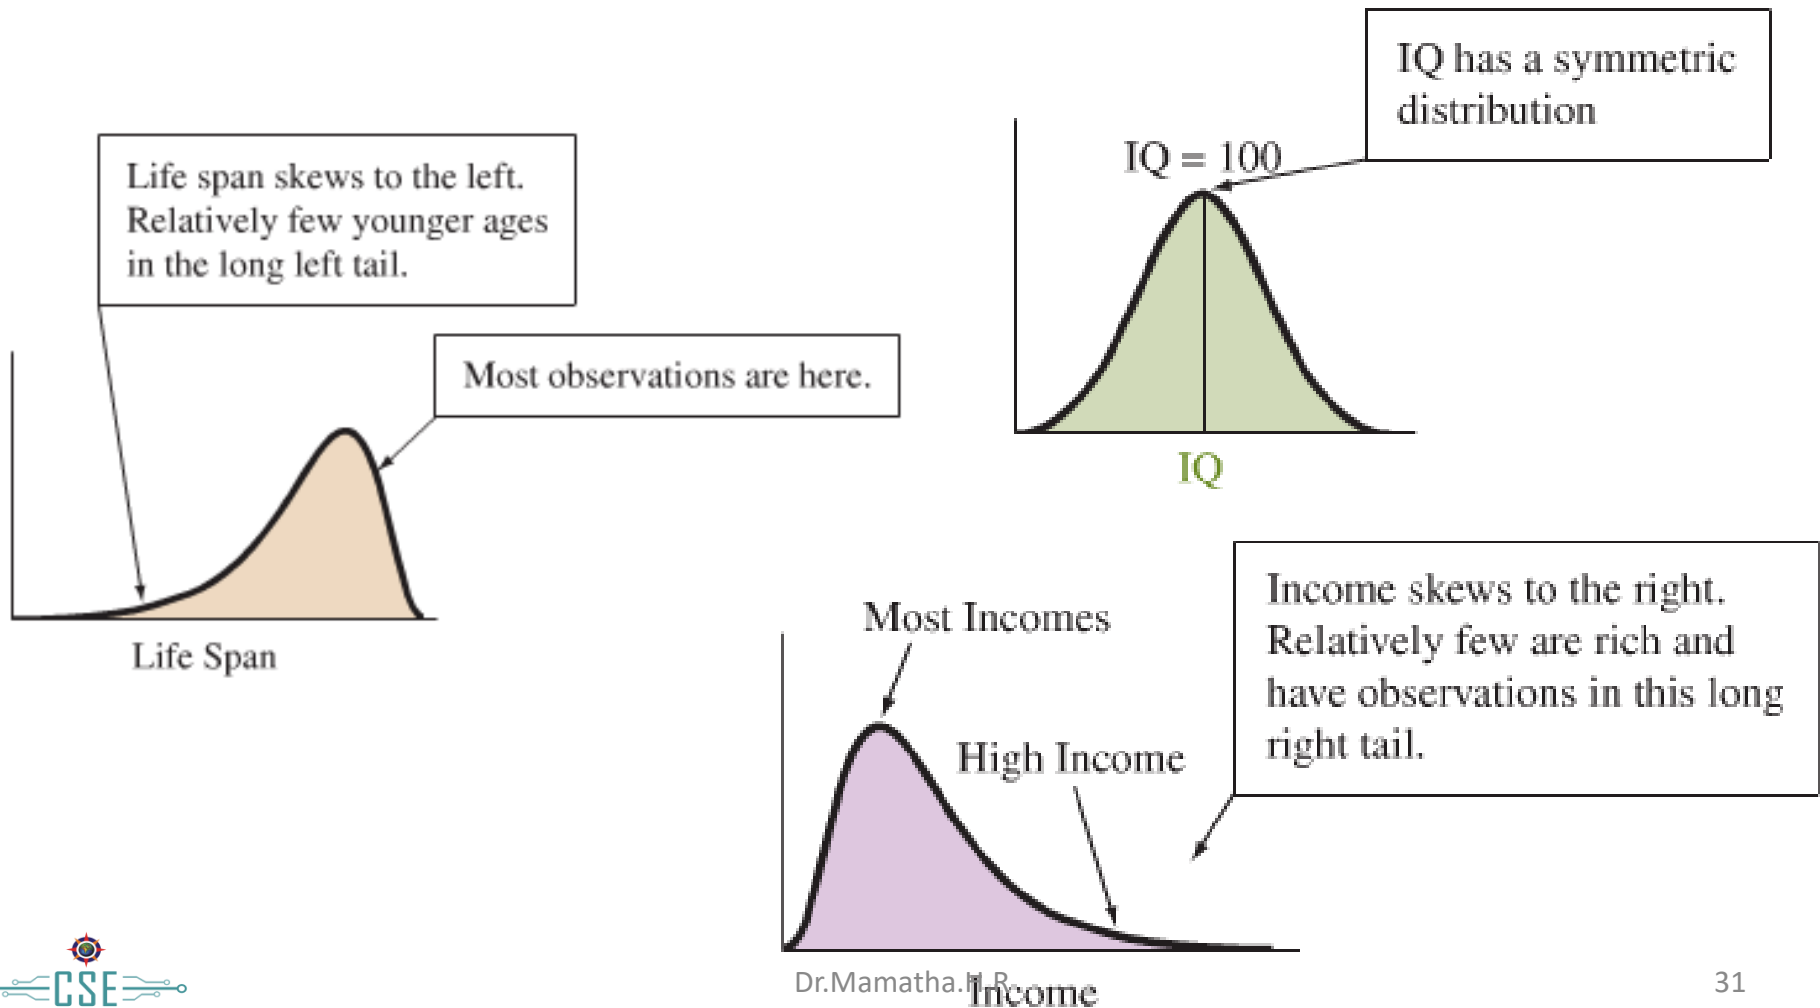 Life span skews to the left.
Relatively few younger ages
in the long left tail.
Most observations are here.
Life Span
IQ has a symmetric
distribution
IQ = 100
IQ
Income skews to the right.
Relatively few are rich and
have observations in this long
right tail.
Most Incomes
High Income
Income
CSE
Dr.Mamatha.H.R
31